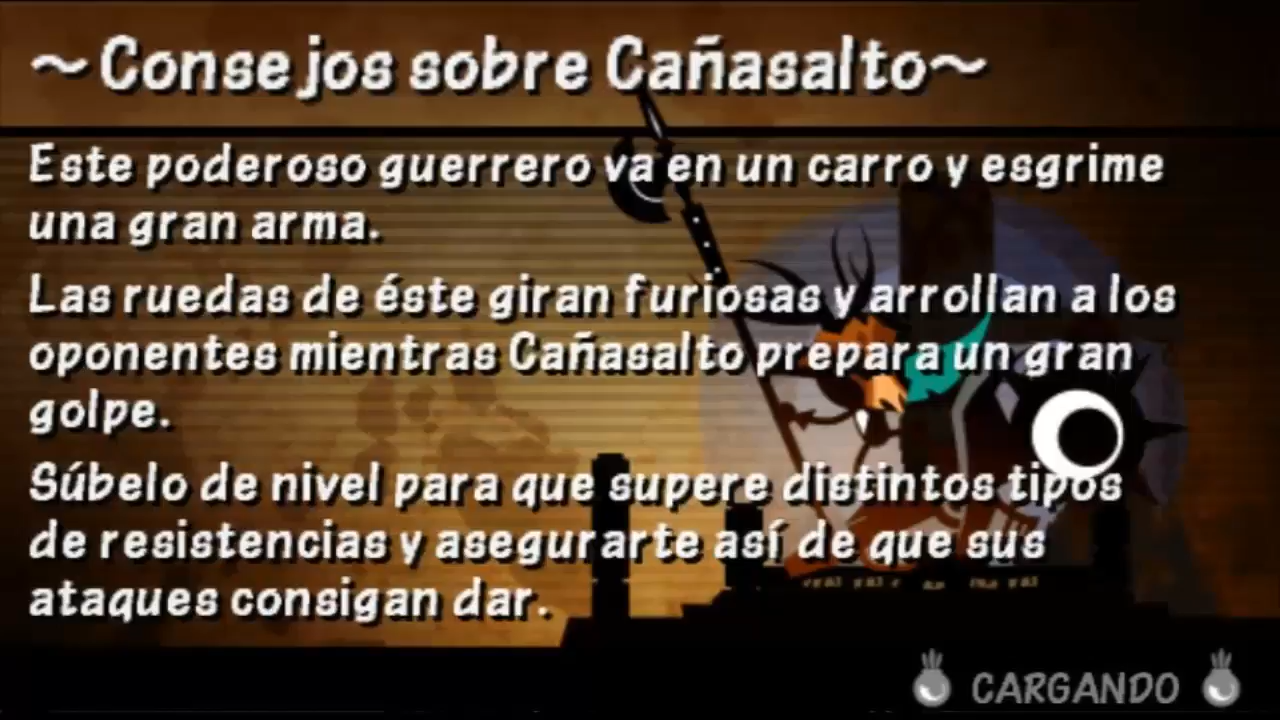 ~Consejos sobre Cañasalto~
Este poderoso guerrero va en un carro y esgrime
una gran arma.
Las ruedas de éste giran furiosas y arrollan a los
oponentes mientras Cañasalto prepara un gran
golpe.
Súbelo de nivel para que supere distintos tipos
de resistencias y asegurarte así de que sus
ataques consigan dar.
CARGANDO